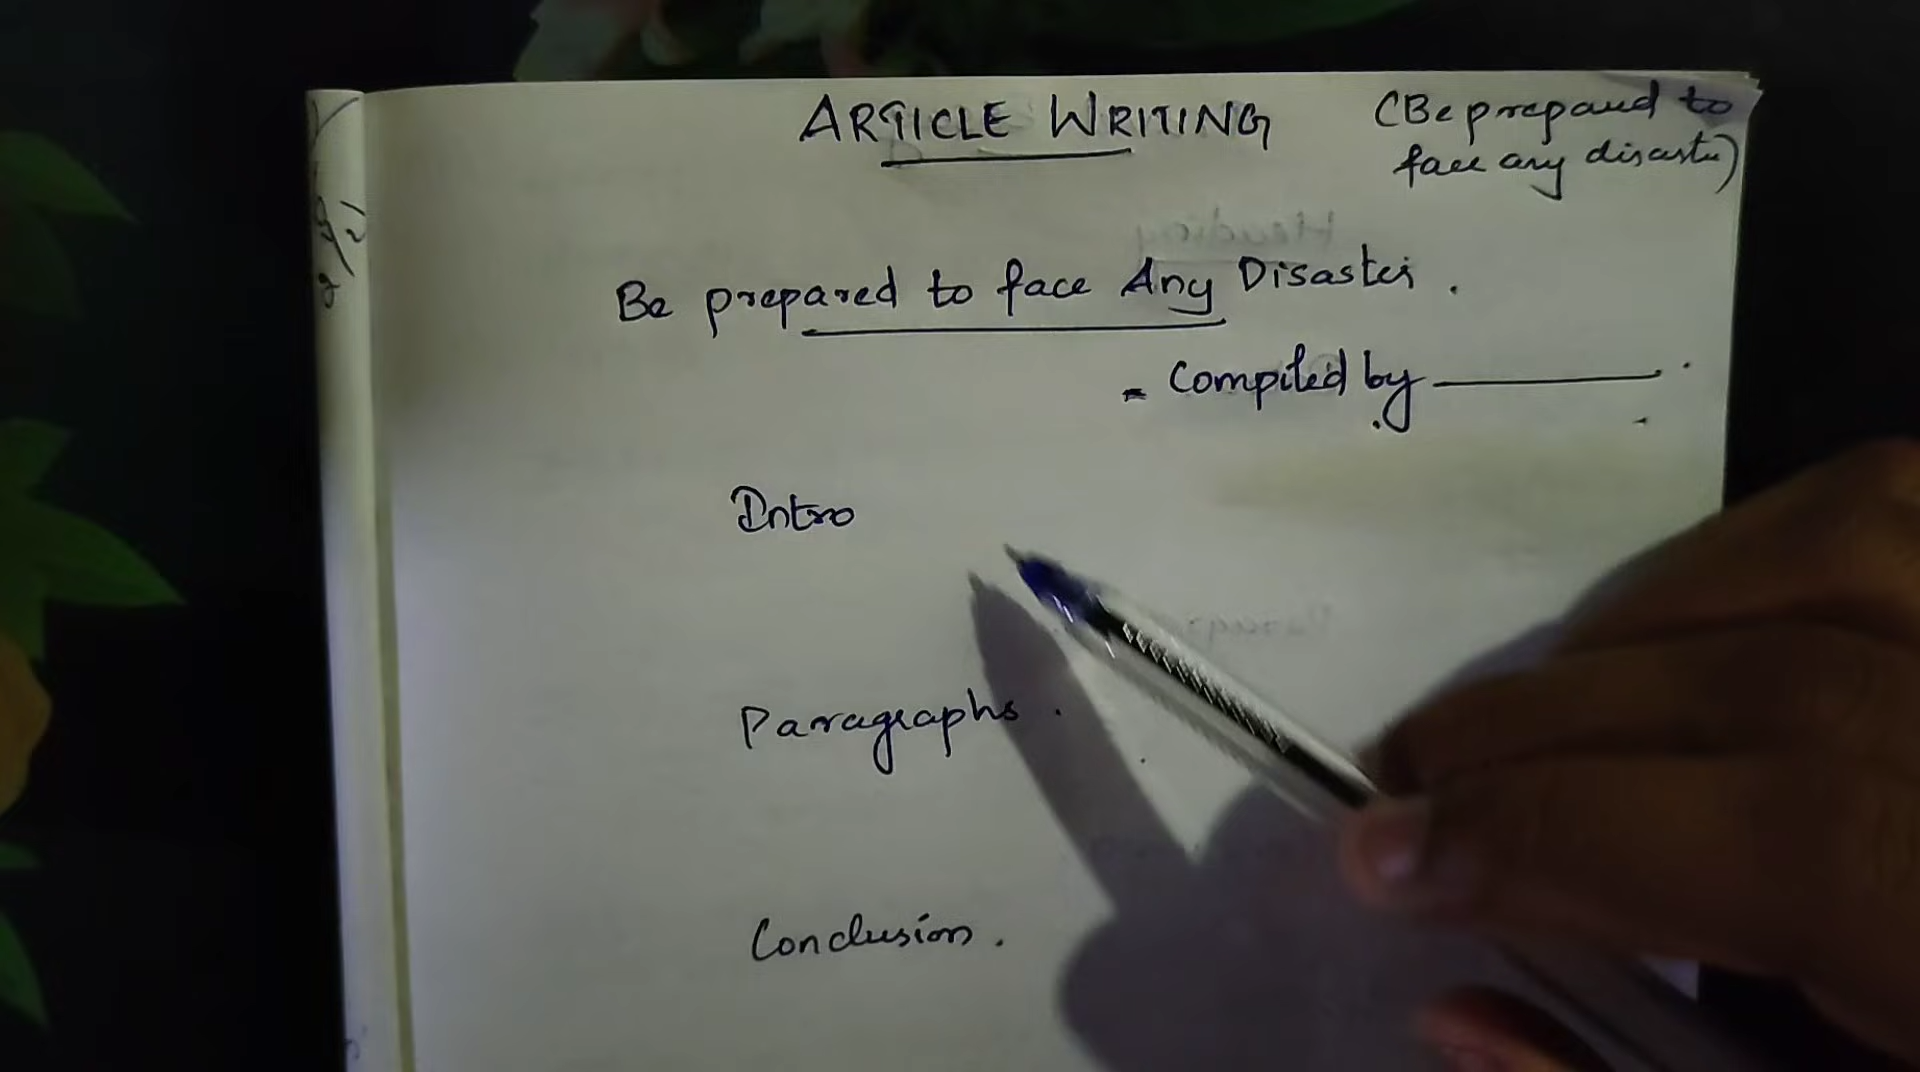 ARTICLE WRITING
(Be prepared to
face any disaster)
Be prepared to face Any Disaster.
- Compiled by ______.
Intro
Paragraphs.
Conclusion.